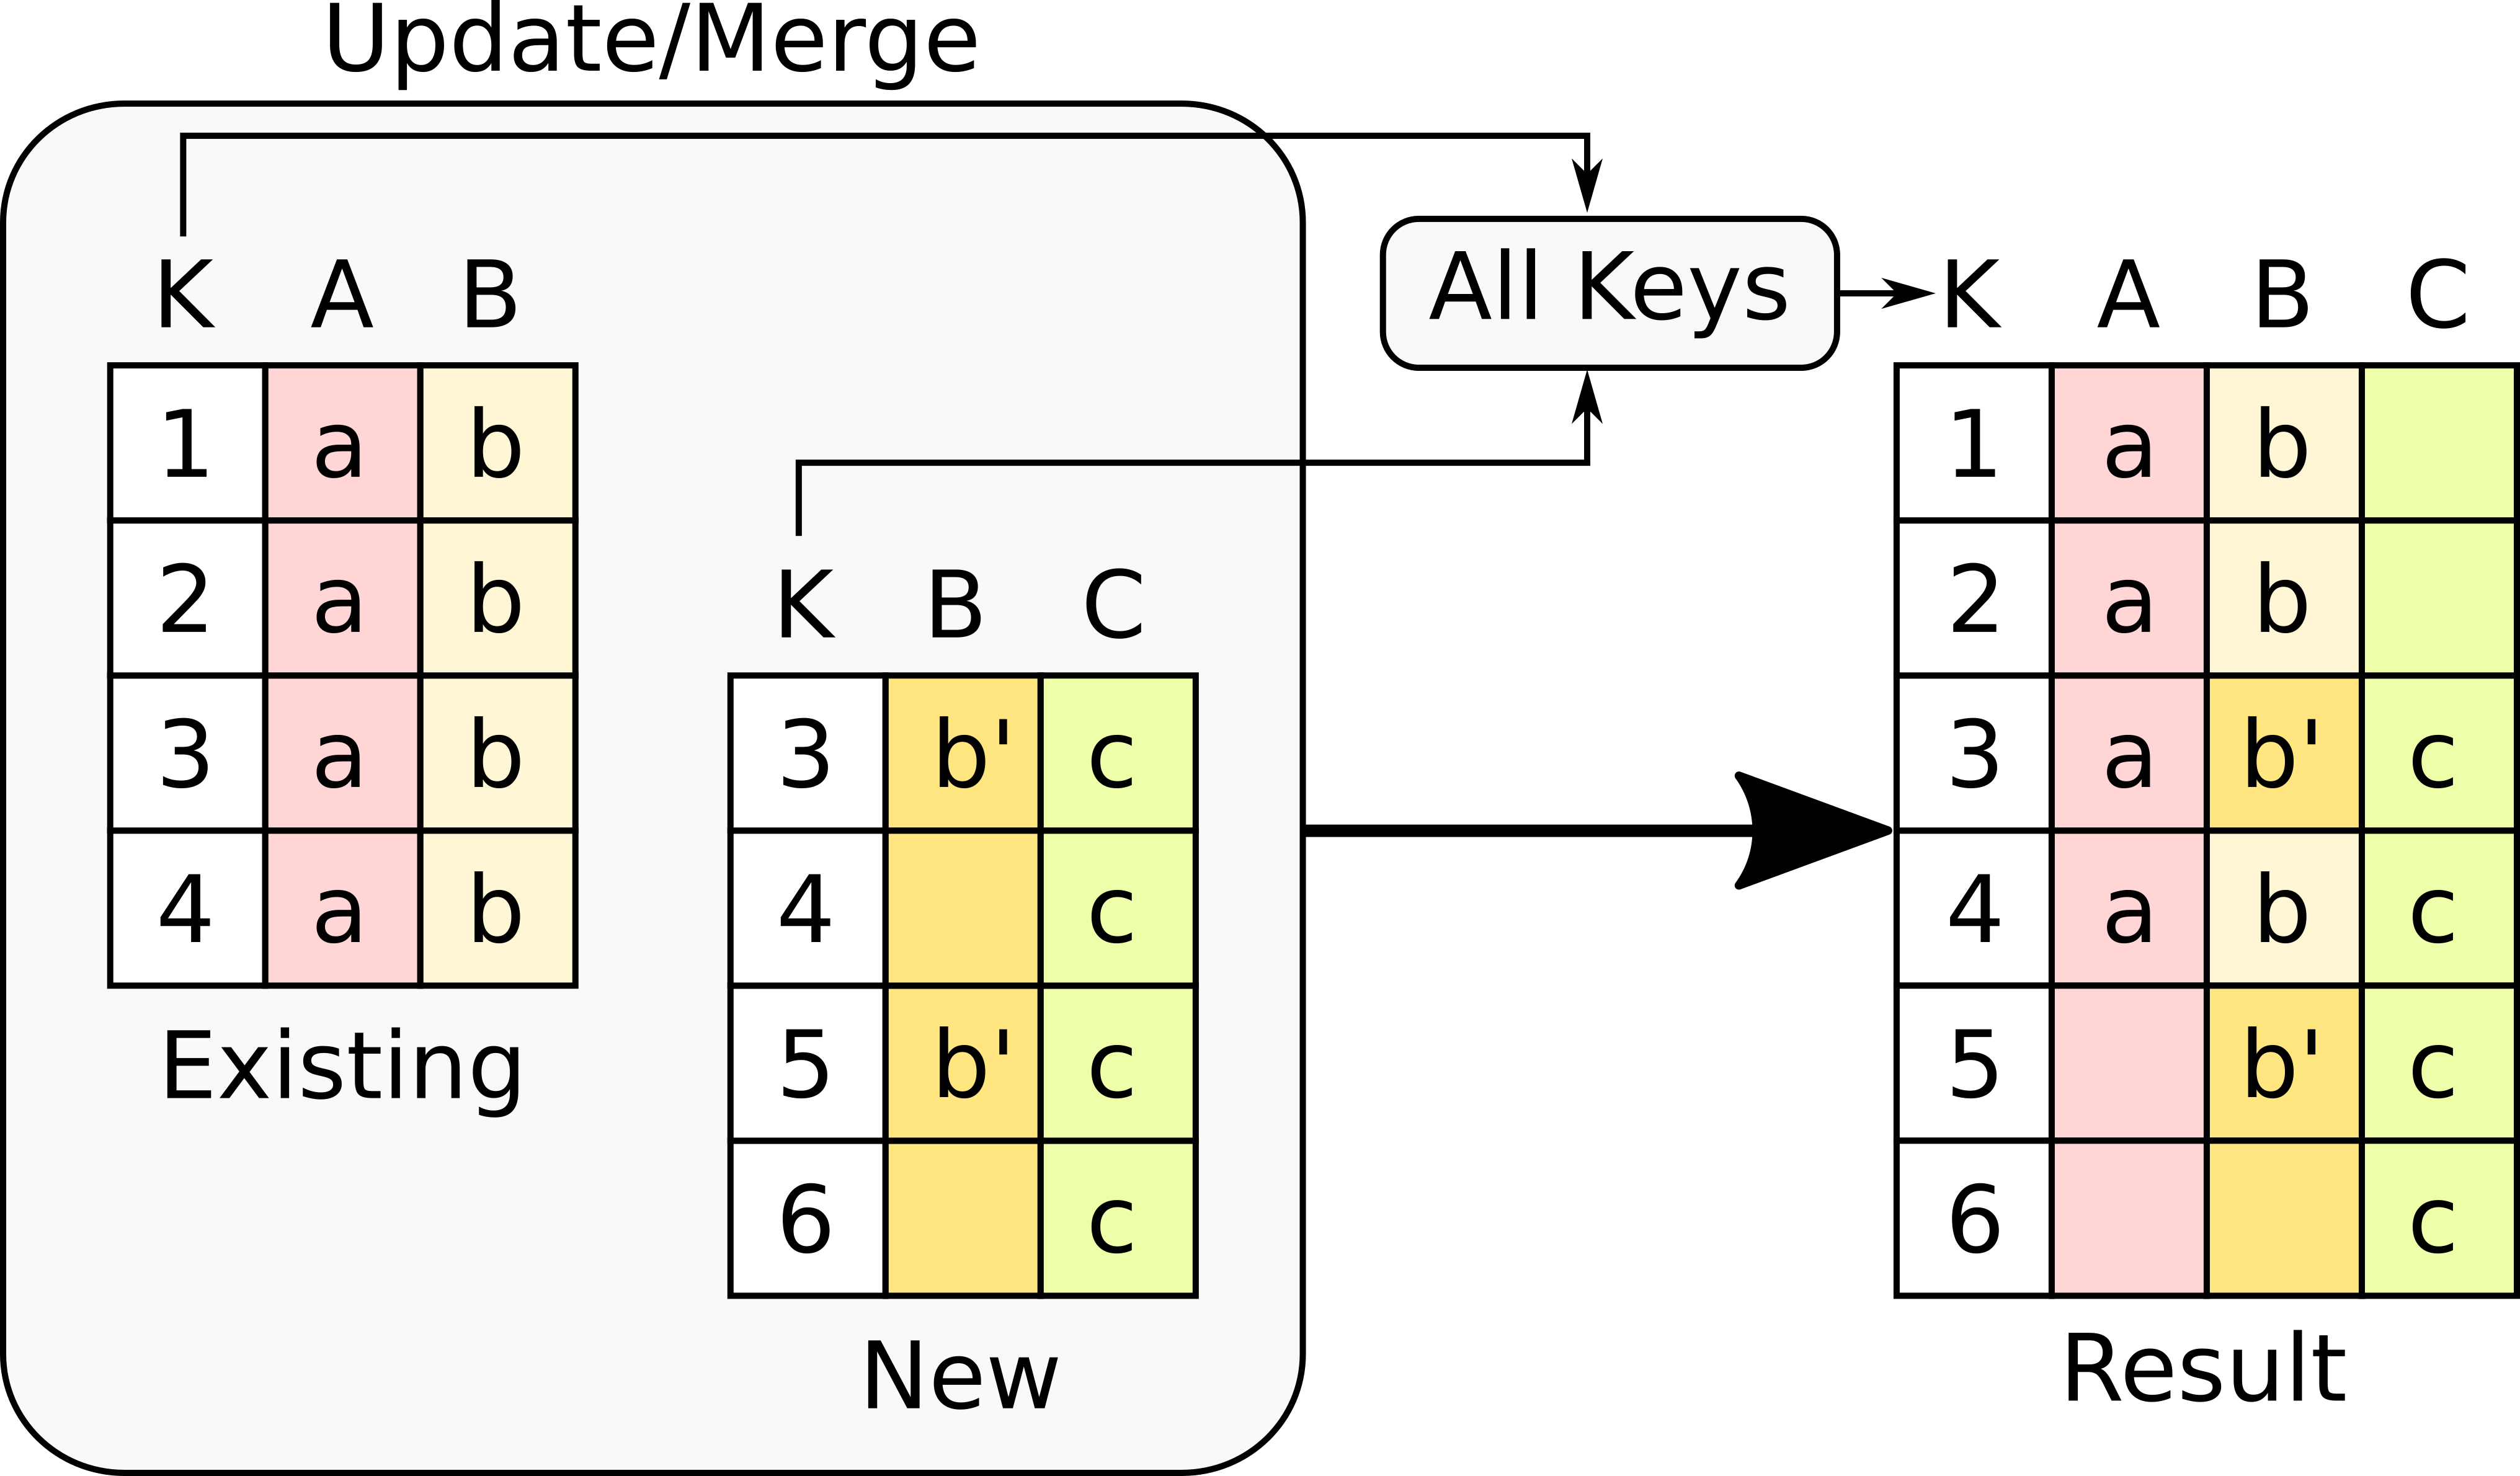 Update/Merge
All Keys
K A B
1 a b
2 a b
3 a b
4 a b
Existing
K B C
3 b' c
4 c
5 b' c
6 c
New
K A B C
1 a b
2 a b
3 a b' c
4 a b c
5 b' c
6 c
Result